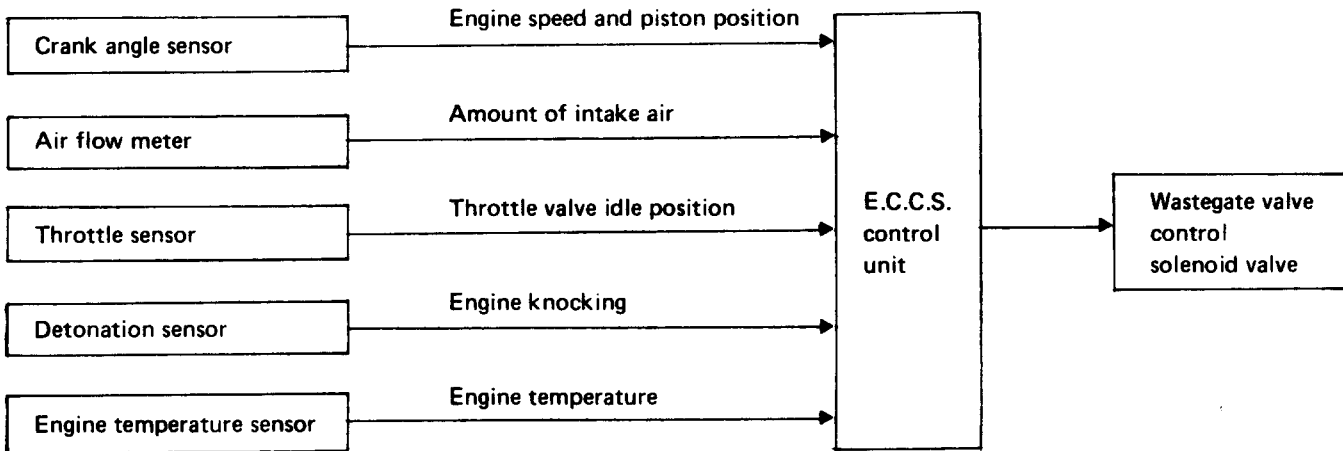 Crank angle sensor
Engine speed and piston position
Air flow meter
Amount of intake air
Throttle sensor
Throttle valve idle position
Detonation sensor
Engine knocking
Engine temperature sensor
Engine temperature
E.C.C.S.
control
unit
Wastegate valve
control
solenoid valve